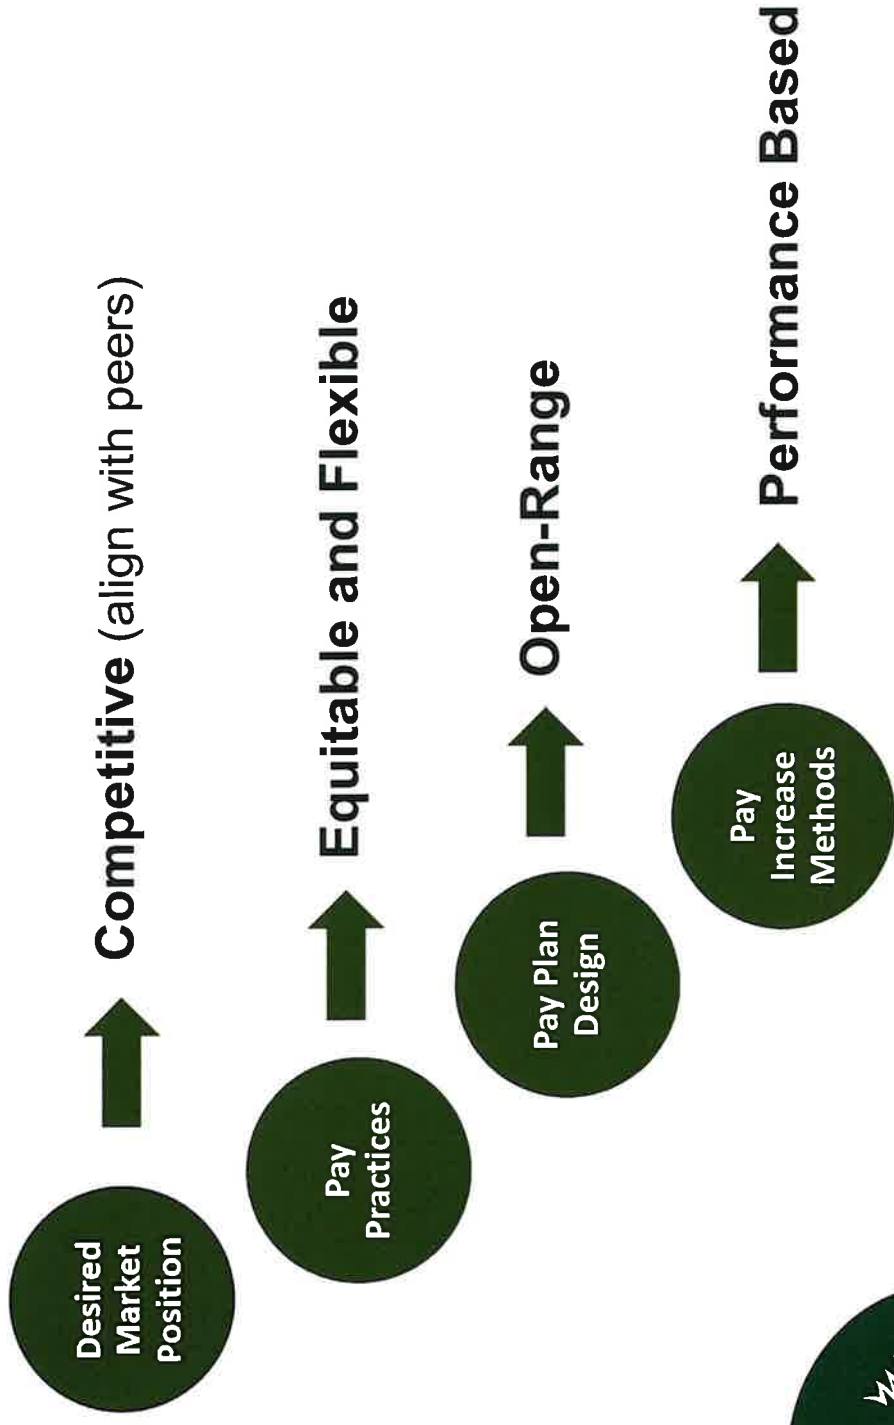 Desired
Market
Position
Competitive (align with peers)
Pay
Practices
Equitable and Flexible
Pay Plan
Design
Open-Range
Pay
Increase
Methods
Performance Based